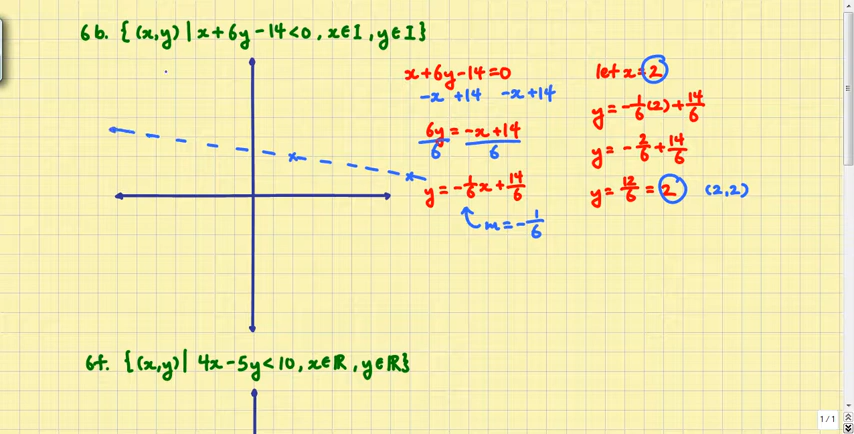 6b. {(x,y) | x + 6y - 14 < 0, x ∈ I, y ∈ I}
x + 6y - 14 = 0
-x +14 -x + 14
6y = -x + 14
6 6
y = -1/6 x + 14/6
m = -1/6
let x = 2
y = -1/6 (2) + 14/6
y = -2/6 + 14/6
y = 12/6 = 2 (2,2)
6f. {(x,y) | 4x - 5y < 10, x ∈ ℝ, y ∈ ℝ}
1/1